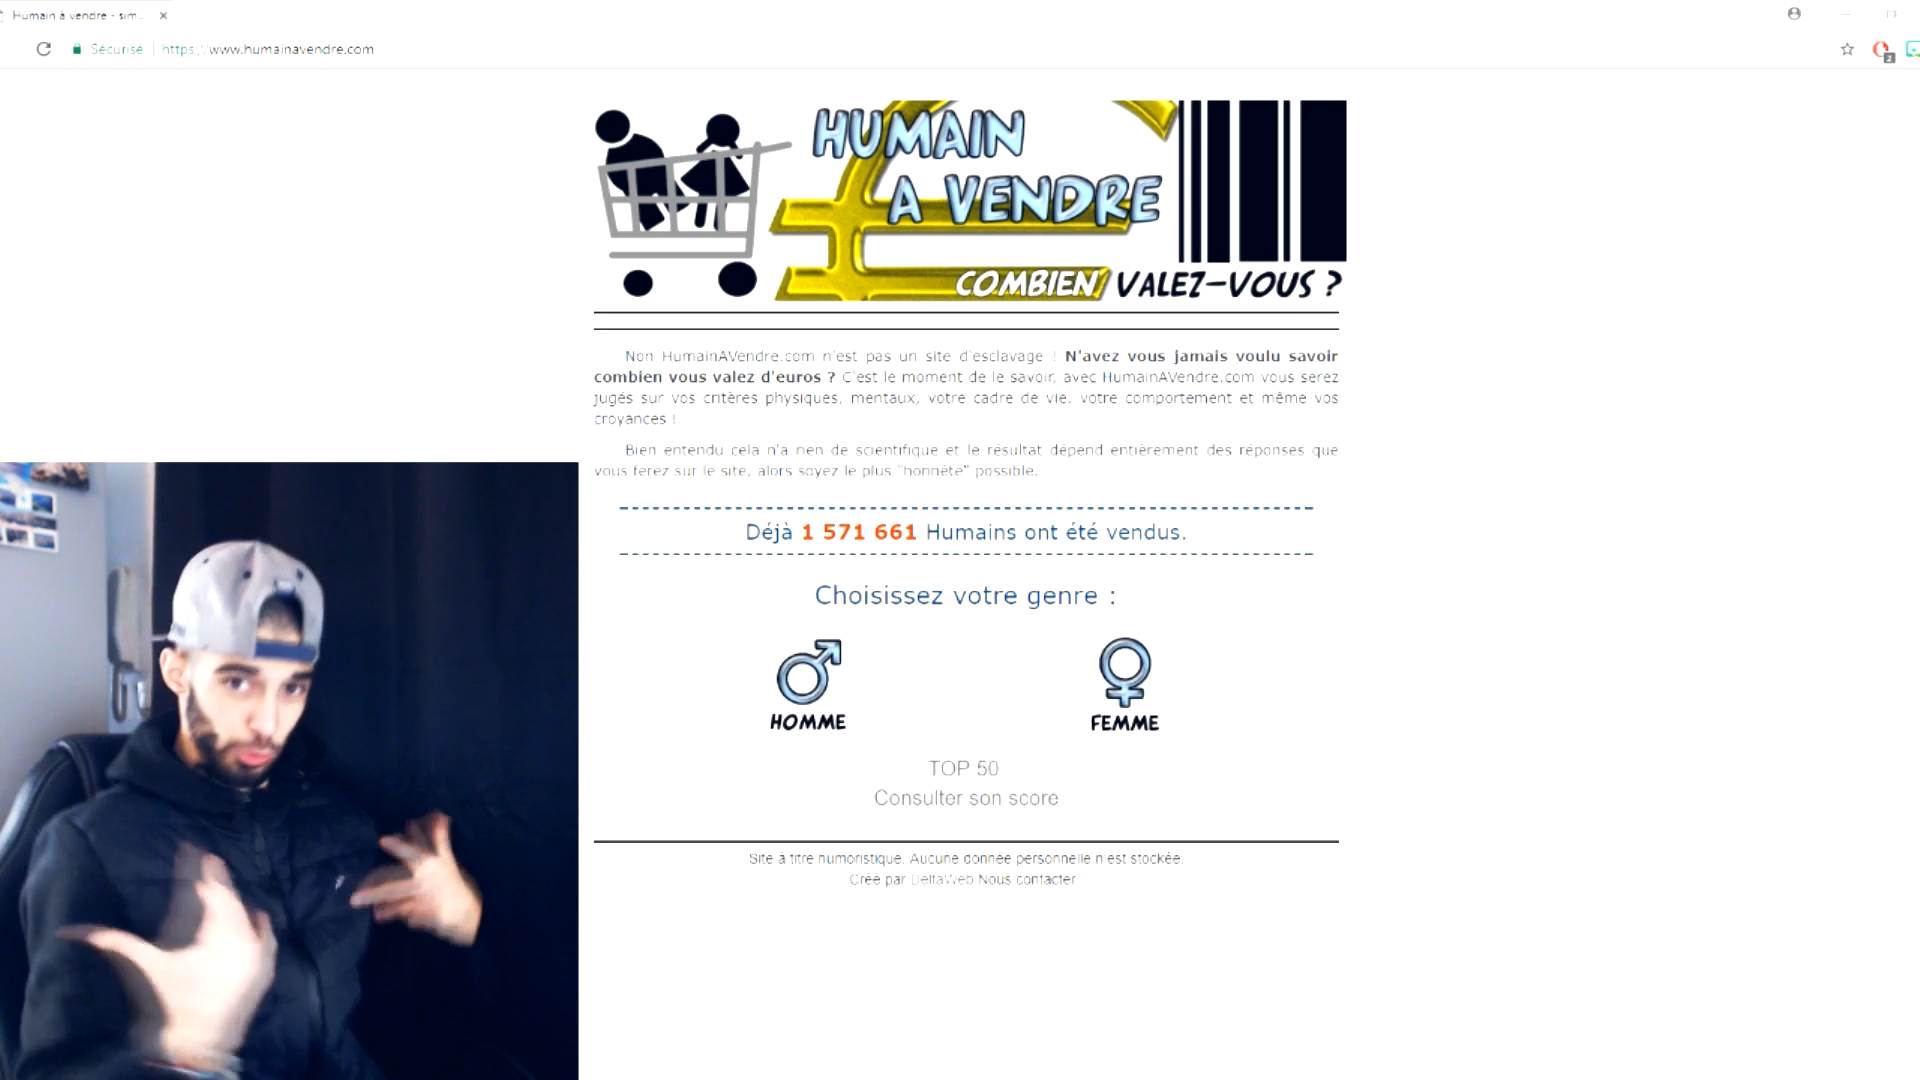 Humain à vendre - sim...
Sécurisé https:// www.humainavendre.com
2
HUMAIN
A VENDRE
COMBIEN VALEZ-VOUS ?
Non HumainAVendre.com n'est pas un site d'esclavage ! N'avez vous jamais voulu savoir
combien vous valez d'euros ? C'est le moment de le savoir, avec HumainAVendre.com vous serez
jugés sur vos critères physiques, mentaux, votre cadre de vie, votre comportement et même vos
croyances !
Bien entendu cela n'a rien de scientifique et le résultat dépend entièrement des réponses que
vous ferez sur le site, alors soyez le plus "honnête" possible.
Déjà 1 571 661 Humains ont été vendus.
Choisissez votre genre :
HOMME FEMME
TOP 50
Consulter son score
Site à titre humoristique. Aucune donnée personnelle n'est stockée.
Créé par DeltaWeb Nous contacter